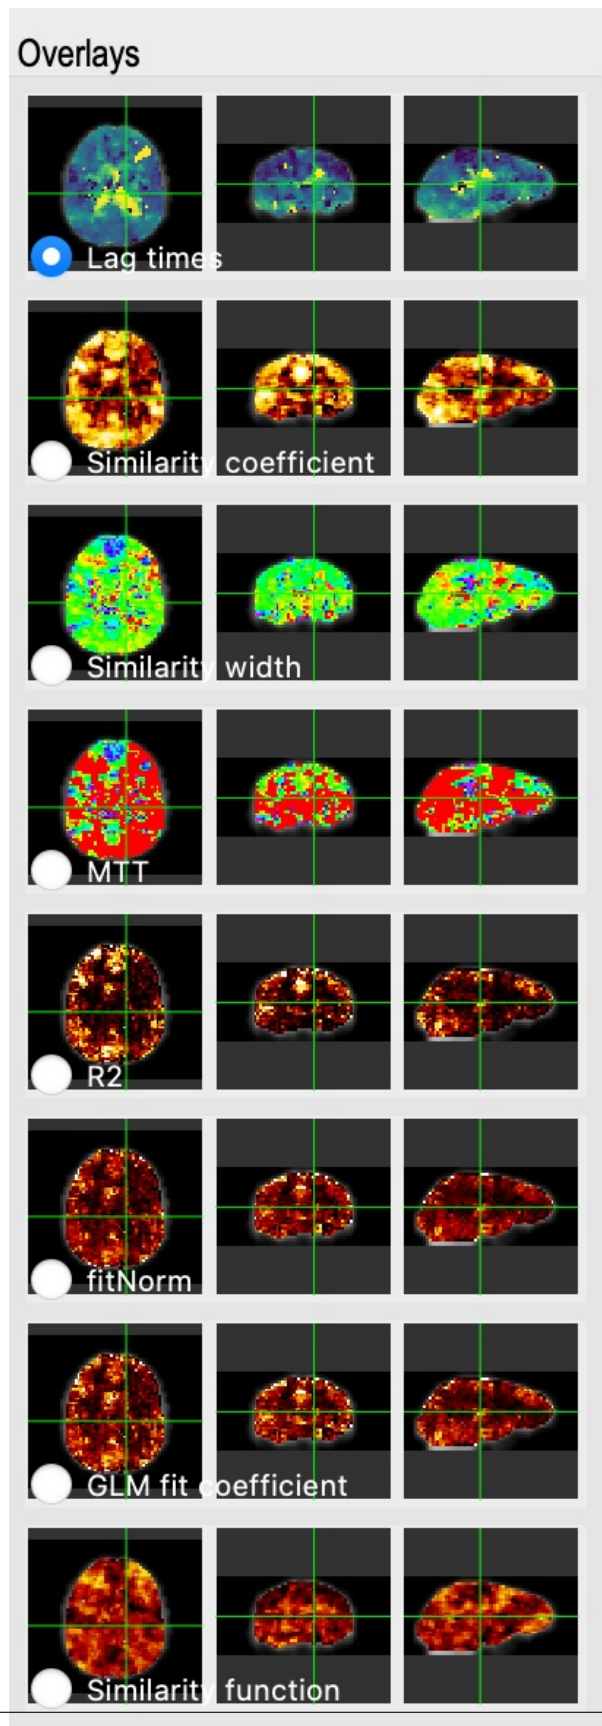 Overlays
Lag times
Similarity coefficient
Similarity width
MTT
R2
fitNorm
GLM fit coefficient
Similarity function